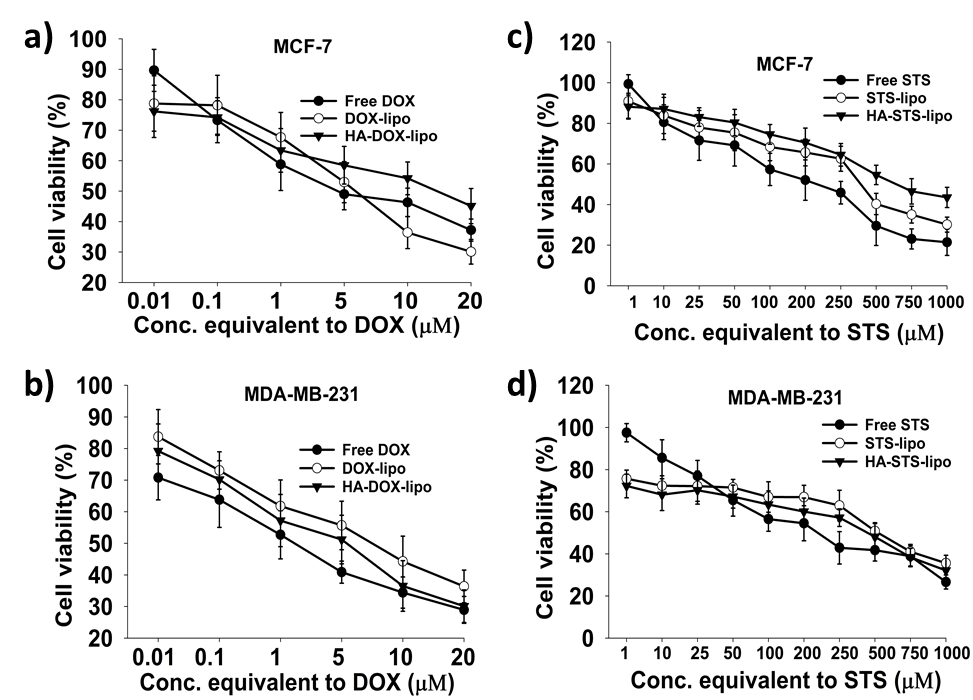 a)
MCF-7
Cell viability (%)
100
90
80
70
60
50
40
30
20
Free DOX
DOX-lipo
HA-DOX-lipo
0.01 0.1 1 5 10 20
Conc. equivalent to DOX (μM)
c)
MCF-7
Cell viability (%)
120
100
80
60
40
20
0
Free STS
STS-lipo
HA-STS-lipo
1 10 25 50 100 200 250 500 750 1000
Conc. equivalent to STS (μM)
b)
MDA-MB-231
Cell viability (%)
100
90
80
70
60
50
40
30
20
Free DOX
DOX-lipo
HA-DOX-lipo
0.01 0.1 1 5 10 20
Conc. equivalent to DOX (μM)
d)
MDA-MB-231
Cell viability (%)
120
100
80
60
40
20
0
Free STS
STS-lipo
HA-STS-lipo
1 10 25 50 100 200 250 500 750 1000
Conc. equivalent to STS (μM)